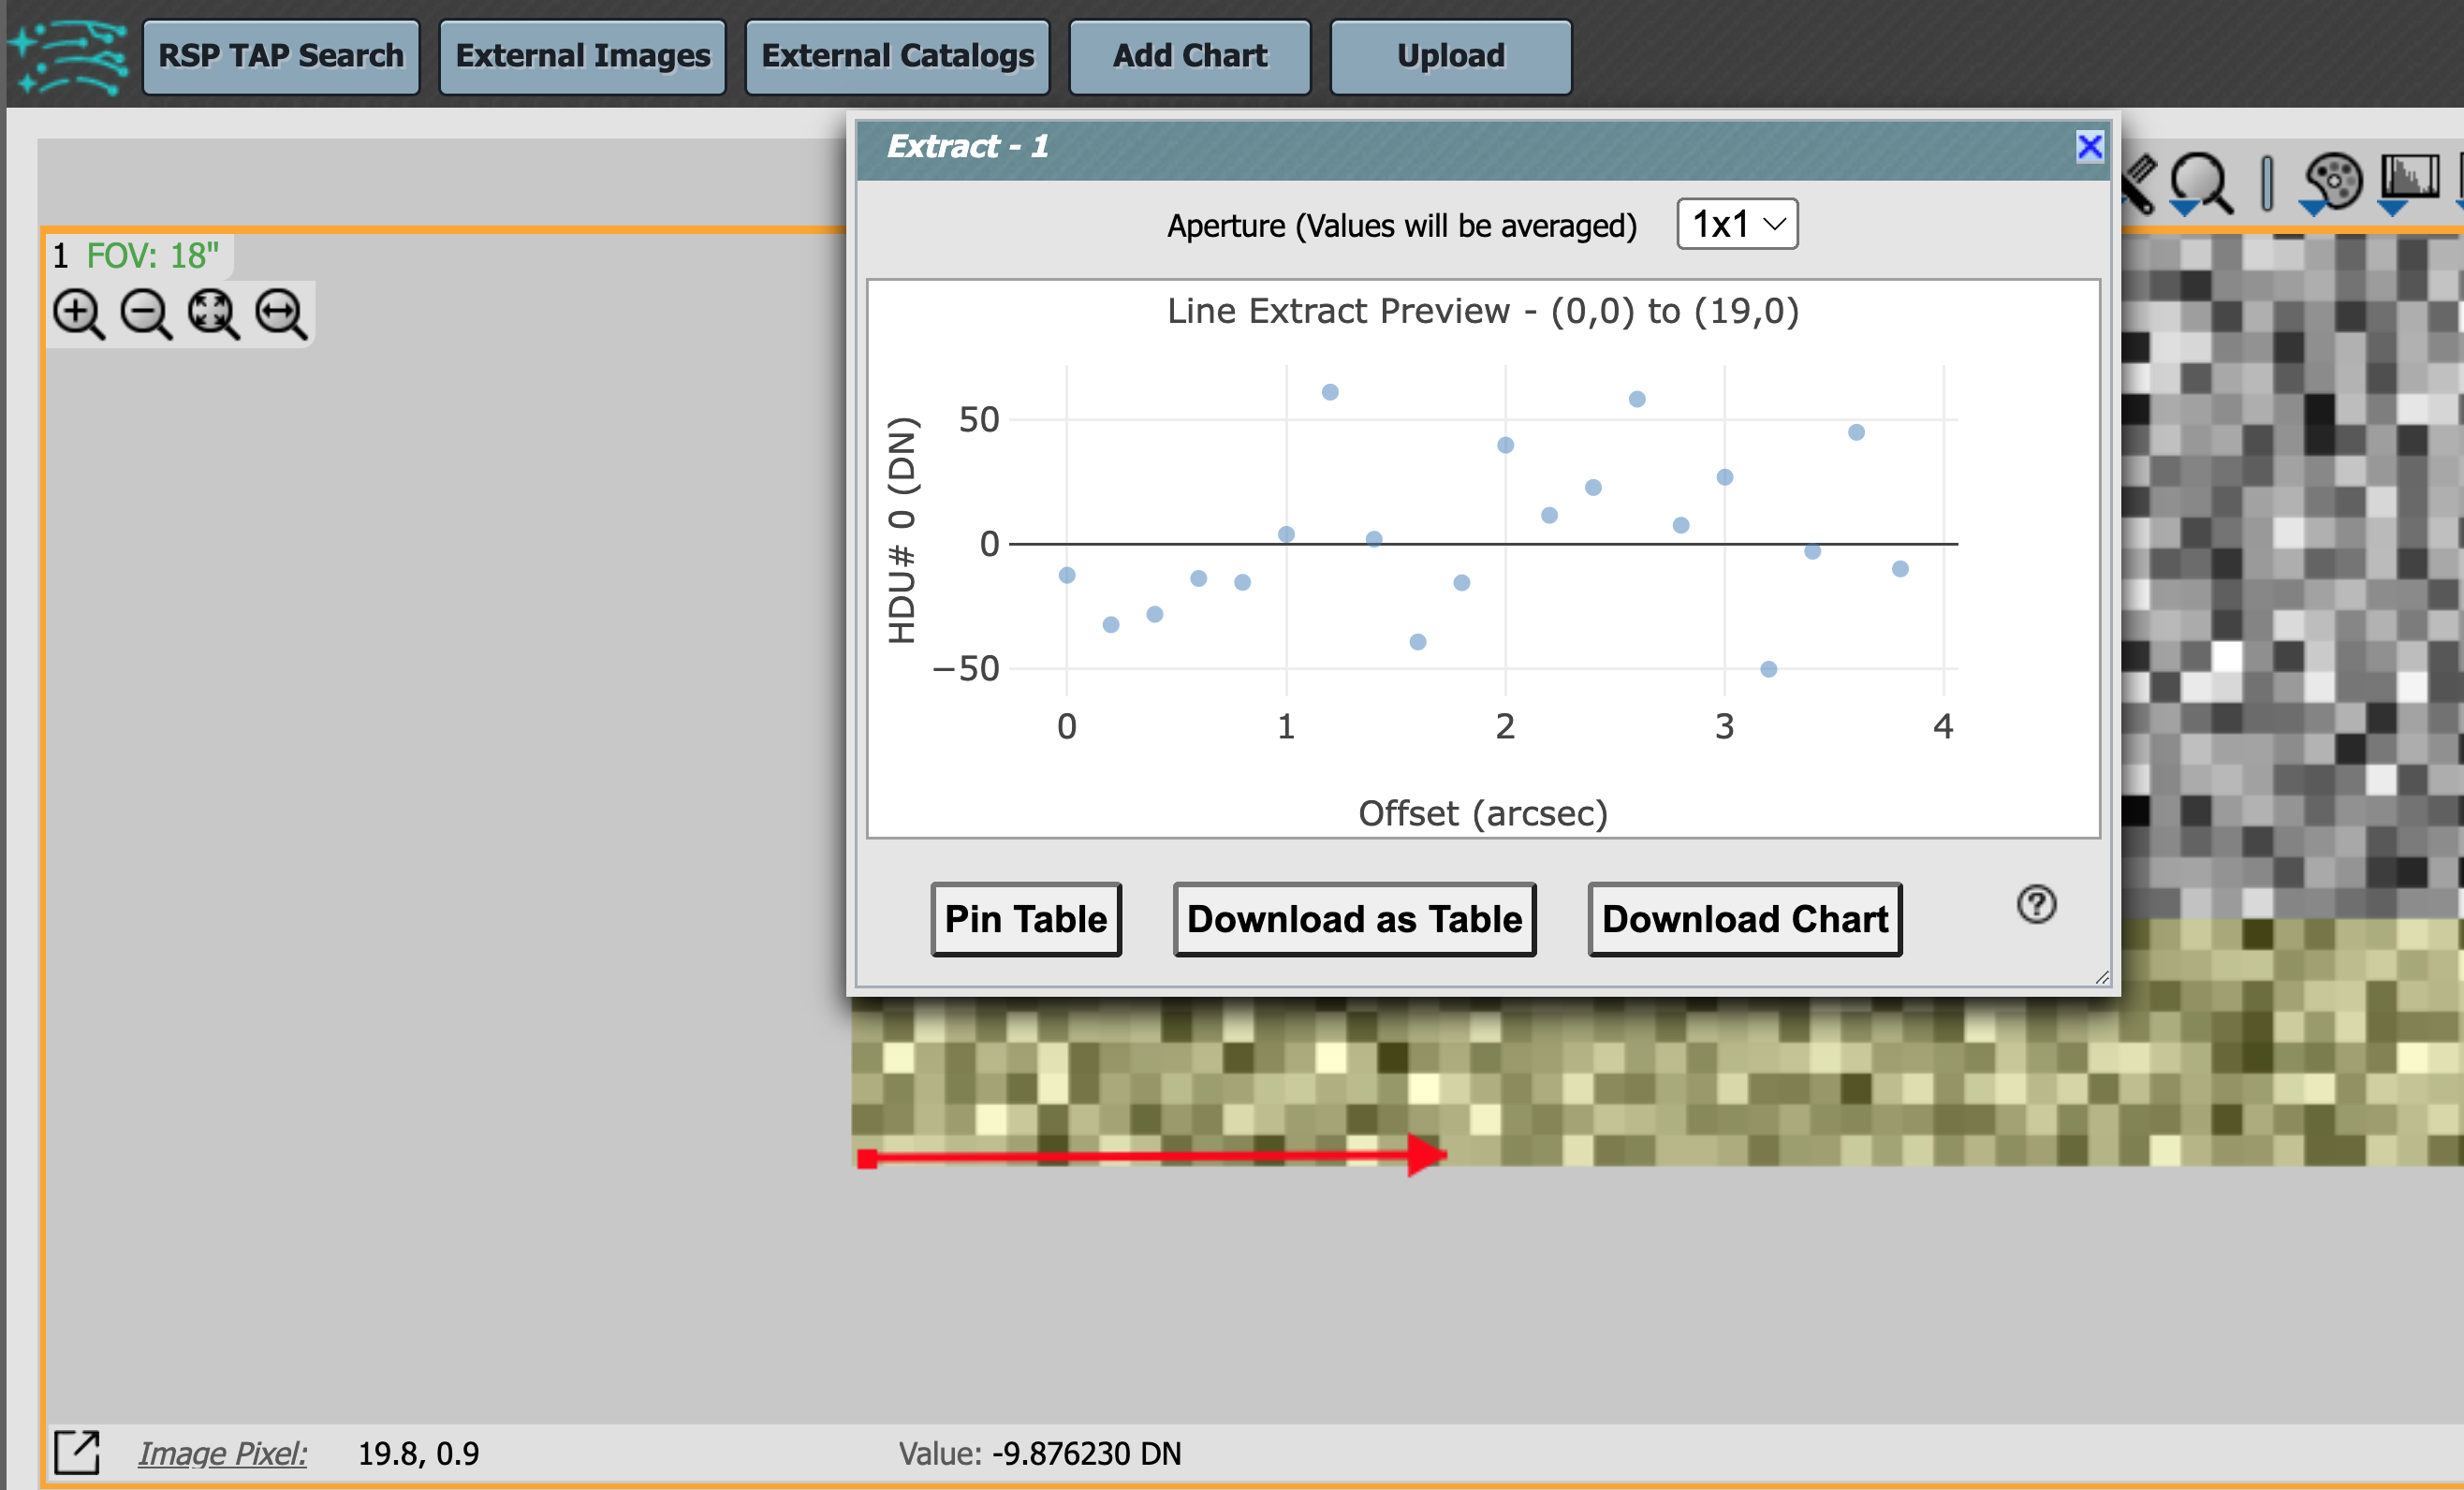 RSP TAP Search External Images External Catalogs Add Chart Upload
Extract - 1
Aperture (Values will be averaged) 1x1
1 FOV: 18"
Line Extract Preview - (0,0) to (19,0)
HDU# 0 (DN)
50
0
−50
0 1 2 3 4
Offset (arcsec)
Pin Table Download as Table Download Chart ?
Image Pixel: 19.8, 0.9 Value: -9.876230 DN